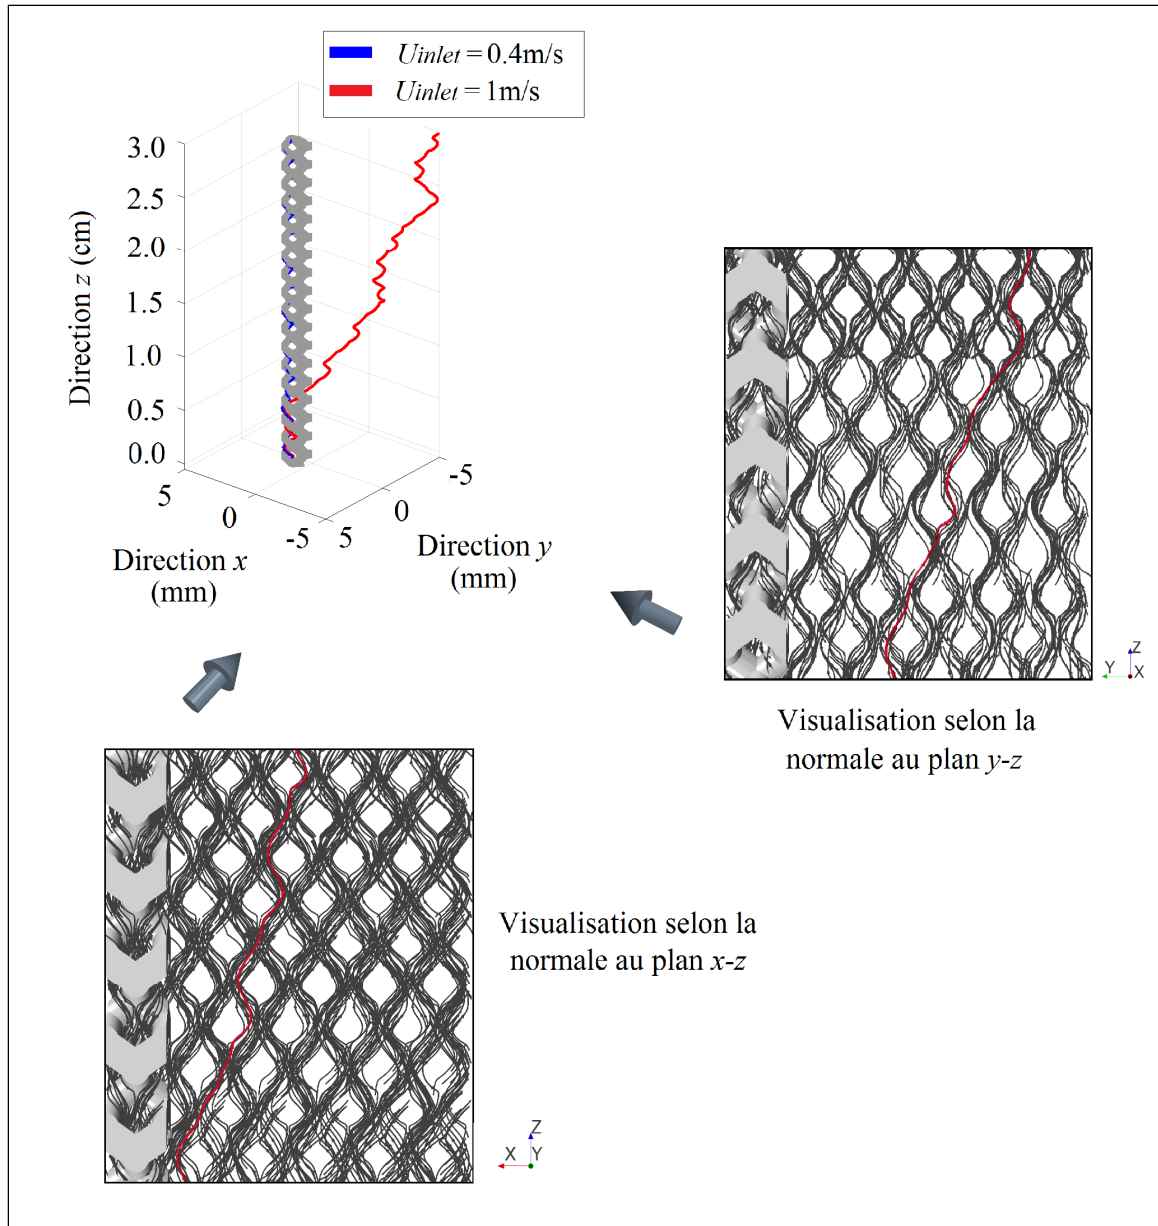 Uinlet = 0.4m/s
Uinlet = 1m/s
3.0
2.5
2.0
1.5
1.0
0.5
0.0
Direction z (cm)
5
0
-5
Direction x
(mm)
5
0
-5
Direction y
(mm)
Z
Y
X
Visualisation selon la
normale au plan y-z
Visualisation selon la
normale au plan x-z
Z
X
Y